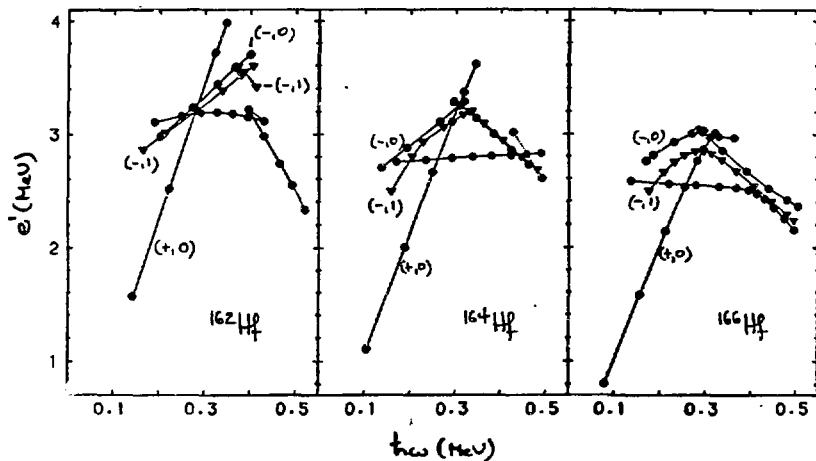 4
3
2
1
e' (MeV)
(-,0)
-(-,1)
(-,1)
(+,0)
162Hf
(-,0)
(-,1)
(+,0)
164Hf
(-,0)
(-,1)
(+,0)
166Hf
0.1 0.3 0.5 0.1 0.3 0.5 0.1 0.3 0.5
ħω (MeV)